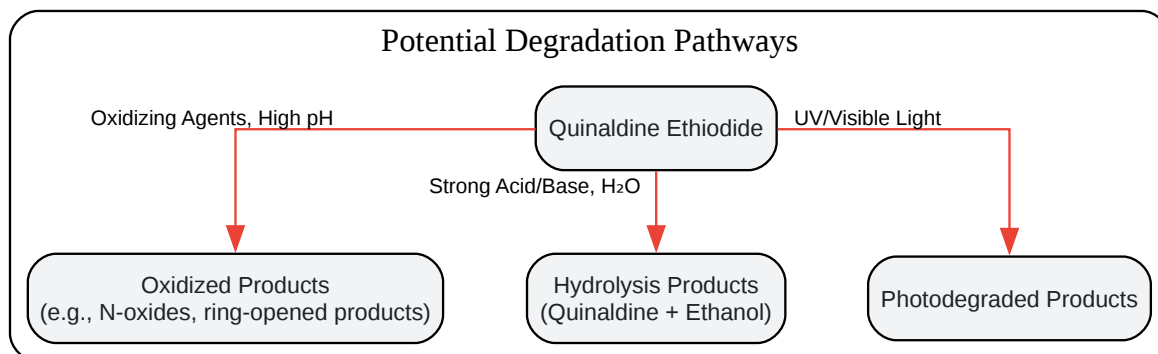 Potential Degradation Pathways
Oxidizing Agents, High pH
Quinaldine Ethiodide
UV/Visible Light
Strong Acid/Base, H₂O
Oxidized Products
(e.g., N-oxides, ring-opened products)
Hydrolysis Products
(Quinaldine + Ethanol)
Photodegraded Products